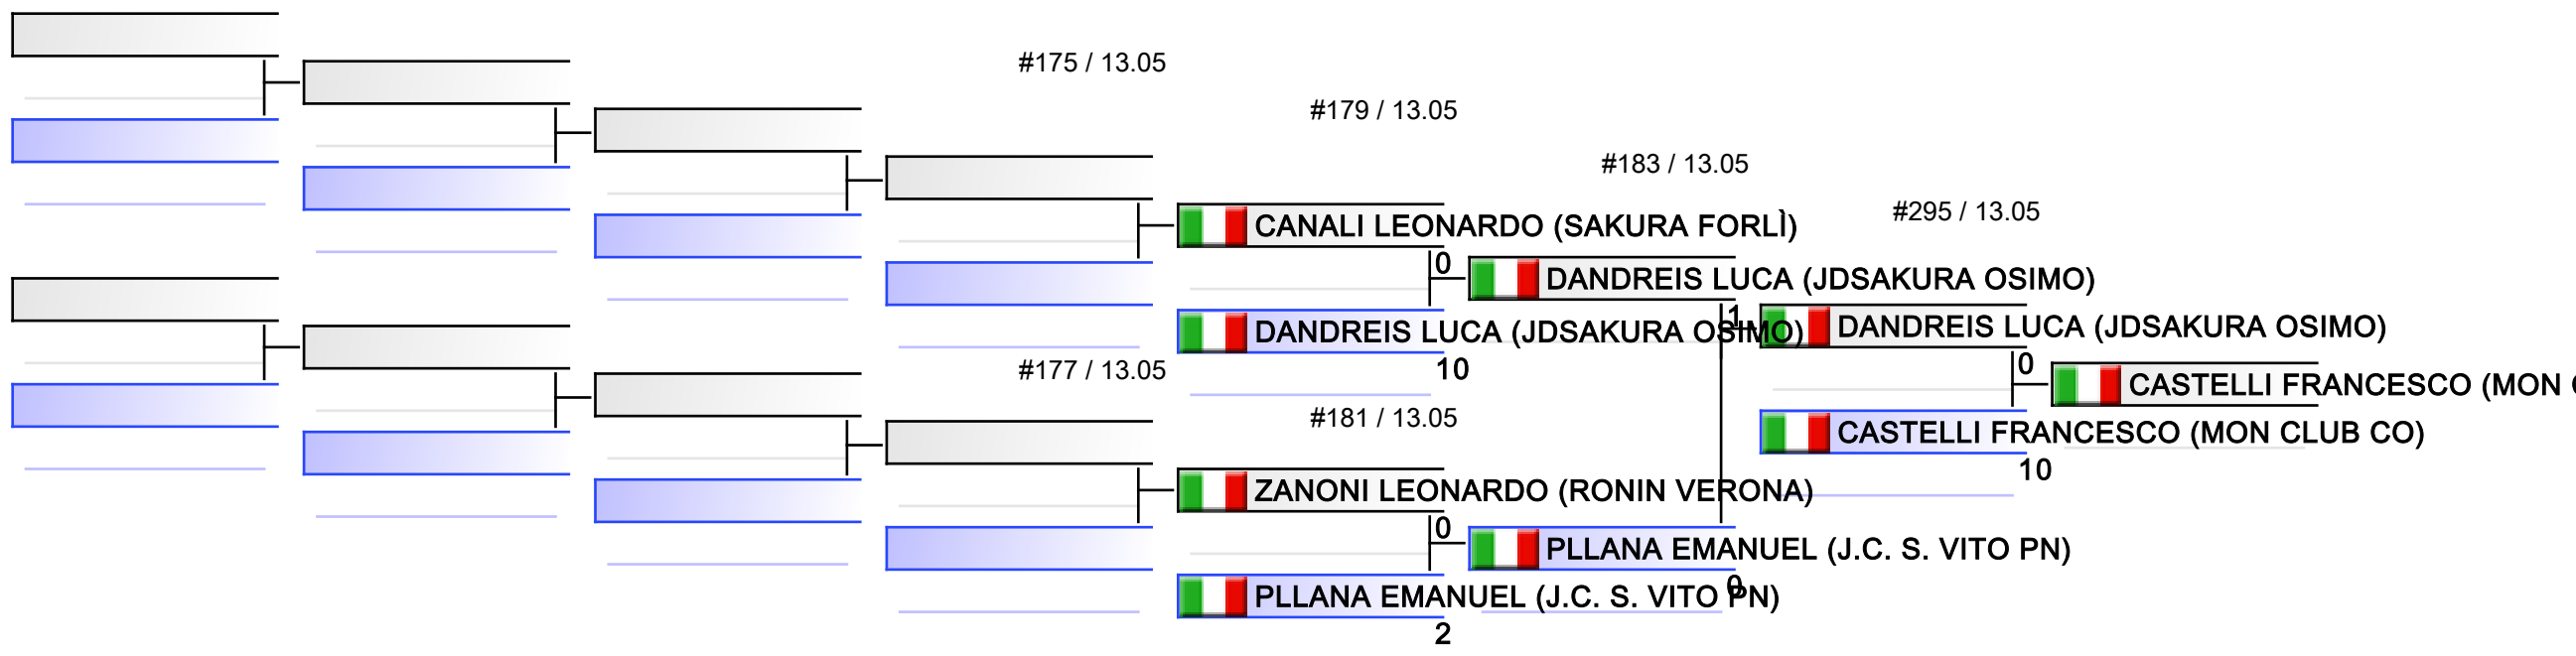 #175 / 13.05
#179 / 13.05
#183 / 13.05
#295 / 13.05
CANALI LEONARDO (SAKURA FORLÌ)
0
DANDREIS LUCA (JDSAKURA OSIMO)
1
DANDREIS LUCA (JDSAKURA OSIMO)
DANDREIS LUCA (JDSAKURA OSIMO)
0
10
#177 / 13.05
CASTELLI FRANCESCO (MON
#181 / 13.05
CASTELLI FRANCESCO (MON CLUB CO)
10
ZANONI LEONARDO (RONIN VERONA)
0
PLLANA EMANUEL (J.C. S. VITO PN)
0
PLLANA EMANUEL (J.C. S. VITO PN)
2